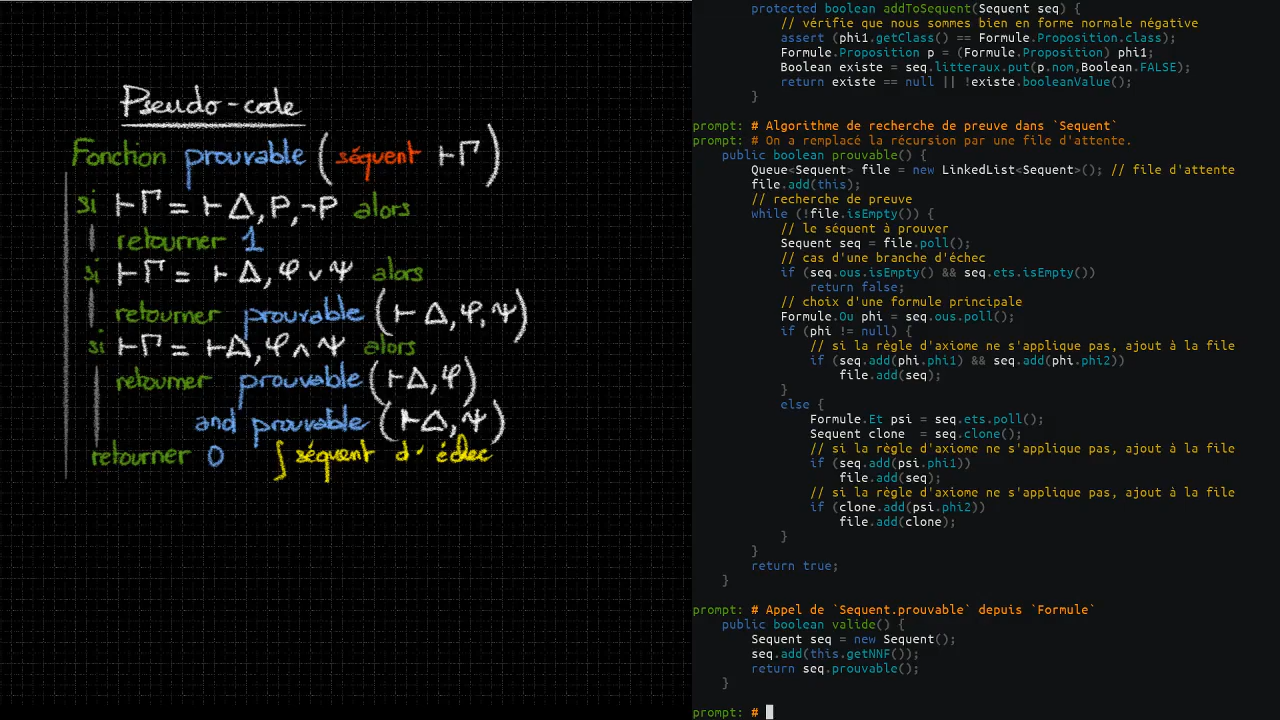 Pseudo-code
Fonction prouvable (séquent ⊢Γ)
si ⊢Γ = ⊢Δ, P, ¬P alors
retourner 1
si ⊢Γ = ⊢Δ, φ ∨ ψ alors
retourner prouvable (⊢Δ, φ, ψ)
si ⊢Γ = ⊢Δ, φ ∧ ψ alors
retourner prouvable (⊢Δ, φ)
and prouvable (⊢Δ, ψ)
retourner 0 ∫ séquent d'échec
protected boolean addToSequent(Sequent seq) {
// vérifie que nous sommes bien en forme normale négative
assert (phi1.getClass() == Formule.Proposition.class);
Formule.Proposition p = (Formule.Proposition) phi1;
Boolean existe = seq.litteraux.put(p.nom,Boolean.FALSE);
return existe == null || !existe.booleanValue();
}
prompt: # Algorithme de recherche de preuve dans `Sequent`
prompt: # On a remplacé la récursion par une file d'attente.
public boolean prouvable() {
Queue<Sequent> file = new LinkedList<Sequent>(); // file d'attente
file.add(this);
// recherche de preuve
while (!file.isEmpty()) {
// le séquent à prouver
Sequent seq = file.poll();
// cas d'une branche d'échec
if (seq.ous.isEmpty() && seq.ets.isEmpty())
return false;
// choix d'une formule principale
Formule.Ou phi = seq.ous.poll();
if (phi != null) {
// si la règle d'axiome ne s'applique pas, ajout à la file
if (seq.add(phi.phi1) && seq.add(phi.phi2))
file.add(seq);
}
else {
Formule.Et psi = seq.ets.poll();
Sequent clone = seq.clone();
// si la règle d'axiome ne s'applique pas, ajout à la file
if (seq.add(psi.phi1))
file.add(seq);
// si la règle d'axiome ne s'applique pas, ajout à la file
if (clone.add(psi.phi2))
file.add(clone);
}
}
return true;
}
prompt: # Appel de `Sequent.prouvable` depuis `Formule`
public boolean valide() {
Sequent seq = new Sequent();
seq.add(this.getNNF());
return seq.prouvable();
}
prompt: #